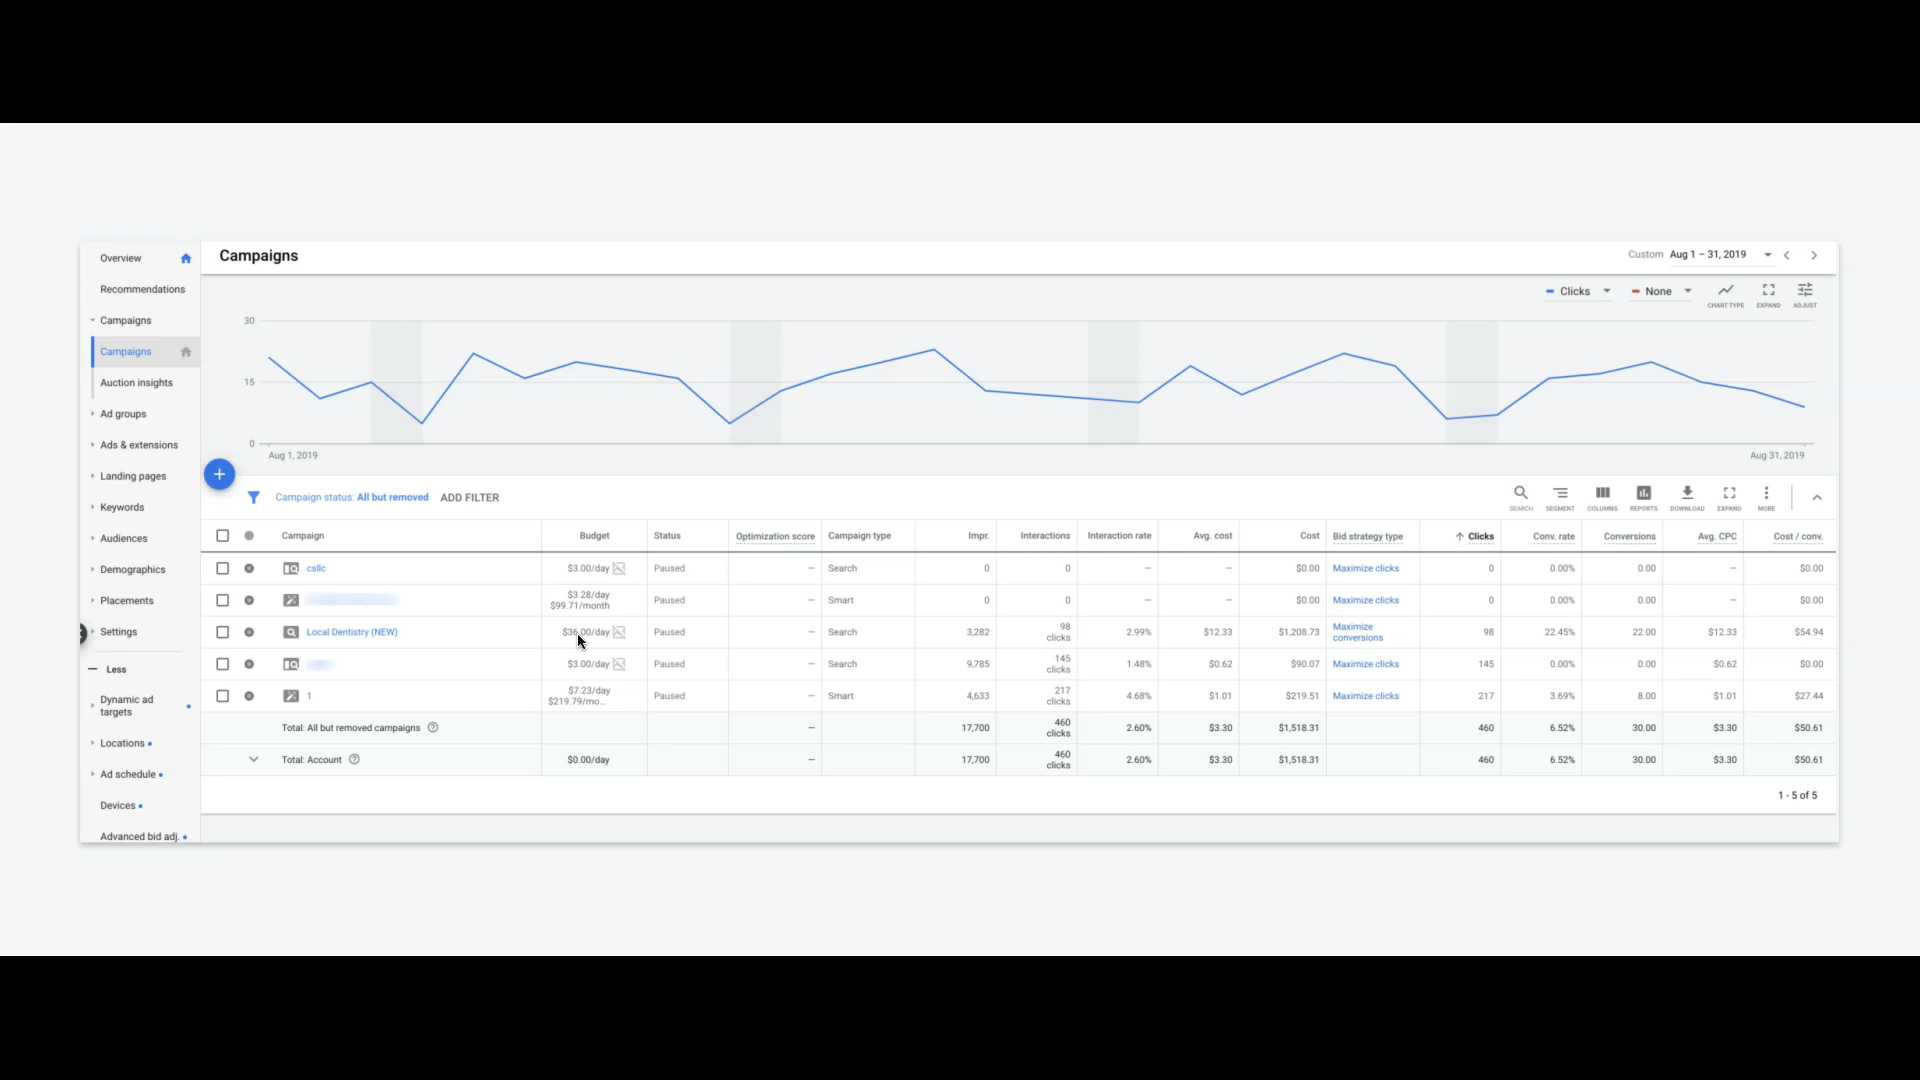 Overview
Recommendations
Campaigns
Campaigns
Auction insights
Ad groups
Ads & extensions
Landing pages
Keywords
Audiences
Demographics
Placements
Settings
Less
Dynamic ad
targets
Locations
Ad schedule
Devices
Advanced bid adj.
Campaigns
Custom Aug 1 – 31, 2019
Clicks None
CHART TYPE EXPAND ADJUST
30
15
0
Aug 1, 2019 Aug 31, 2019
Campaign status: All but removed ADD FILTER
SEARCH SEGMENT COLUMNS REPORTS DOWNLOAD EXPAND MORE
Campaign Budget Status Optimization score Campaign type Impr. Interactions Interaction rate Avg. cost Cost Bid strategy type Clicks Conv. rate Conversions Avg. CPC Cost / conv.
csllc $3.00/day Paused – Search 0 0 – – $0.00 Maximize clicks 0 0.00% 0.00 – $0.00
$3.28/day
$99.71/month Paused – Smart 0 0 – – $0.00 Maximize clicks 0 0.00% 0.00 – $0.00
Local Dentistry (NEW) $36.00/day Paused – Search 3,282 98 clicks 2.99% $12.33 $1,208.73 Maximize conversions 98 22.45% 22.00 $12.33 $54.94
$3.00/day Paused – Search 9,785 145 clicks 1.48% $0.62 $90.07 Maximize clicks 145 0.00% 0.00 $0.62 $0.00
1 $7.23/day
$219.79/mo... Paused – Smart 4,633 217 clicks 4.68% $1.01 $219.51 Maximize clicks 217 3.69% 8.00 $1.01 $27.44
Total: All but removed campaigns – 17,700 460 clicks 2.60% $3.30 $1,518.31 460 6.52% 30.00 $3.30 $50.61
Total: Account $0.00/day – 17,700 460 clicks 2.60% $3.30 $1,518.31 460 6.52% 30.00 $3.30 $50.61
1 - 5 of 5